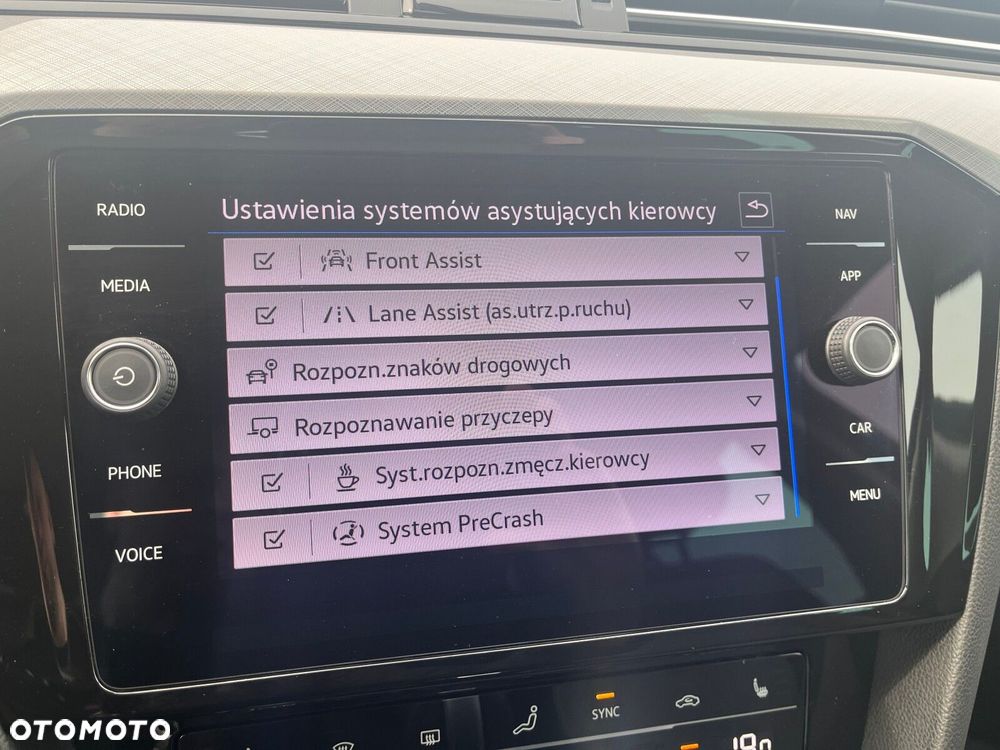 RADIO
MEDIA
PHONE
VOICE
Ustawienia systemów asystujących kierowcy
Front Assist
Lane Assist (as.utrz.p.ruchu)
Rozpozn.znaków drogowych
Rozpoznawanie przyczepy
Syst.rozpozn.zmęcz.kierowcy
System PreCrash
NAV
APP
CAR
MENU
SYNC
OTOMOTO